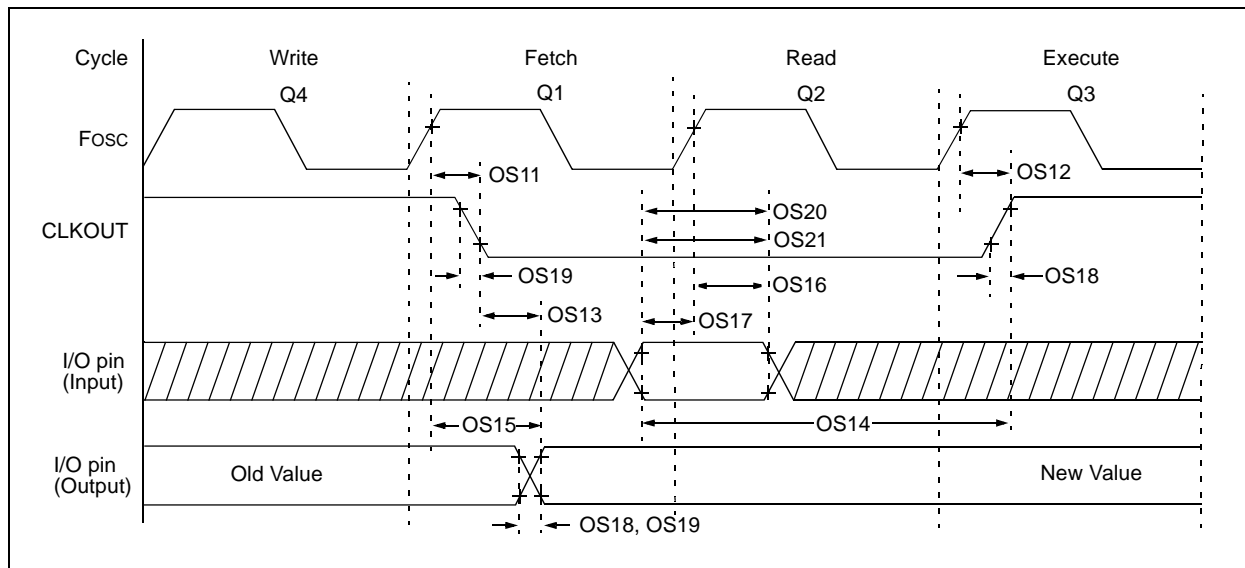 Cycle Write Fetch Read Execute
Q4 Q1 Q2 Q3
FOSC
OS11 OS12
OS20
CLKOUT
OS21
OS19 OS16 OS18
OS13 OS17
I/O pin
(Input)
OS15 OS14
I/O pin
(Output)
Old Value New Value
OS18, OS19